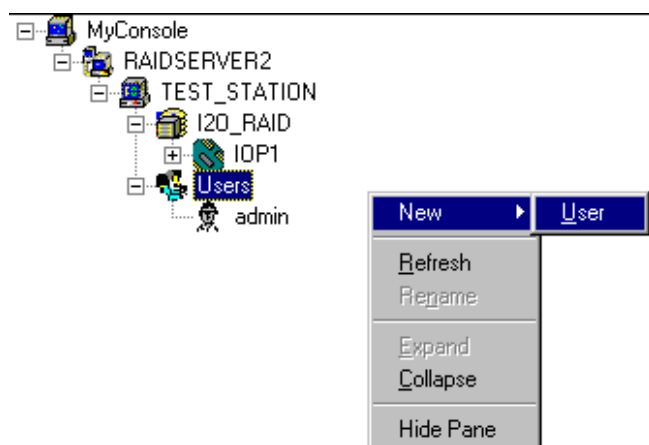 MyConsole
RAIDSERVER2
TEST_STATION
I2O_RAID
IOP1
Users
admin
New
User
Refresh
Rename
Expand
Collapse
Hide Pane